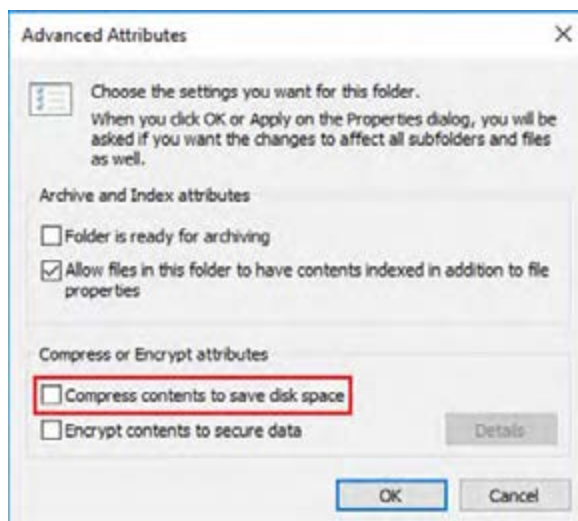 Advanced Attributes
Choose the settings you want for this folder.
When you click OK or Apply on the Properties dialog, you will be
asked if you want the changes to affect all subfolders and files
as well.
Archive and Index attributes
Folder is ready for archiving
Allow files in this folder to have contents indexed in addition to file
properties
Compress or Encrypt attributes
Compress contents to save disk space
Encrypt contents to secure data
Details
OK
Cancel